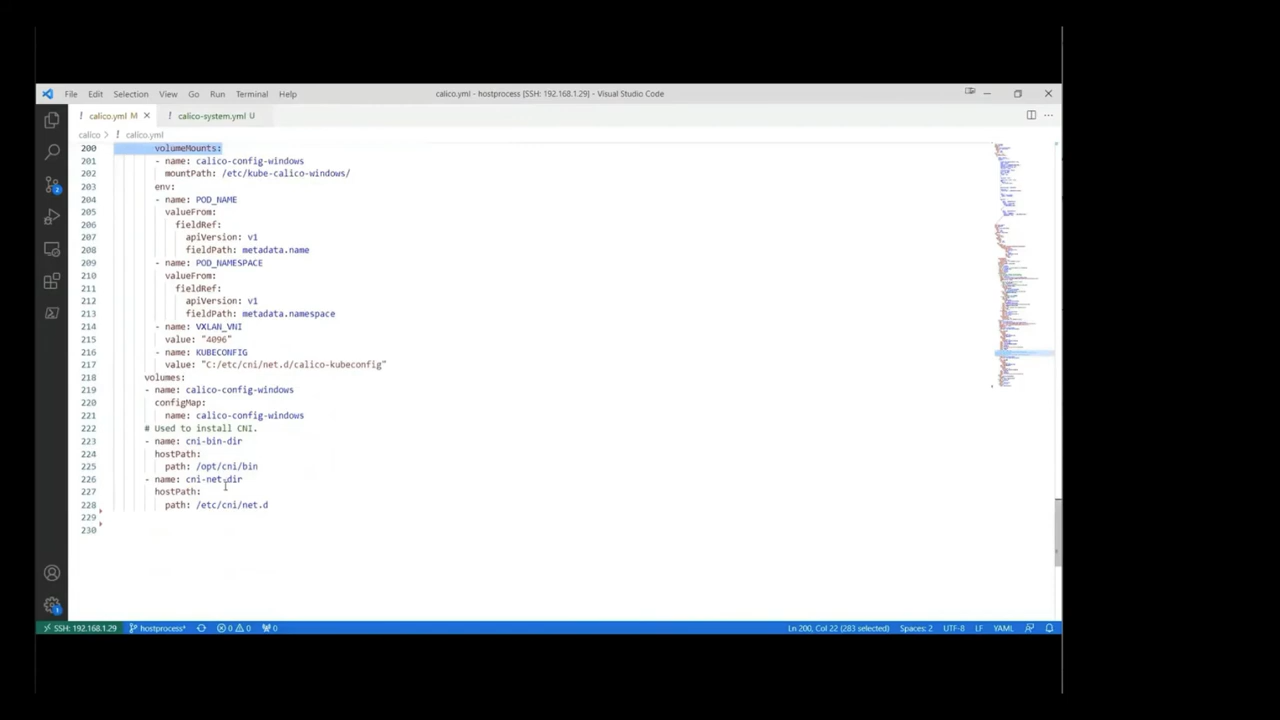 File Edit Selection View Go Run Terminal Help
calico.yml - hostprocess [SSH: 192.168.1.29] - Visual Studio Code
calico.yml M calico-system.yml U
calico > calico.yml
200 volumeMounts:
201 - name: calico-config-windows
202 mountPath: /etc/kube-calico-windows/
203 env:
204 - name: POD_NAME
205 valueFrom:
206 fieldRef:
207 apiVersion: v1
208 fieldPath: metadata.name
209 - name: POD_NAMESPACE
210 valueFrom:
211 fieldRef:
212 apiVersion: v1
213 fieldPath: metadata.namespace
214 - name: VXLAN_VNI
215 value: "4096"
216 - name: KUBECONFIG
217 value: "C:/etc/cni/net.d/calico-kubeconfig"
218 volumes:
219 - name: calico-config-windows
220 configMap:
221 name: calico-config-windows
222 # Used to install CNI.
223 - name: cni-bin-dir
224 hostPath:
225 path: /opt/cni/bin
226 - name: cni-net-dir
227 hostPath:
228 path: /etc/cni/net.d
229
230
SSH: 192.168.1.29 hostprocess* 0 0 0 Ln 200, Col 22 (283 selected) Spaces: 2 UTF-8 LF YAML